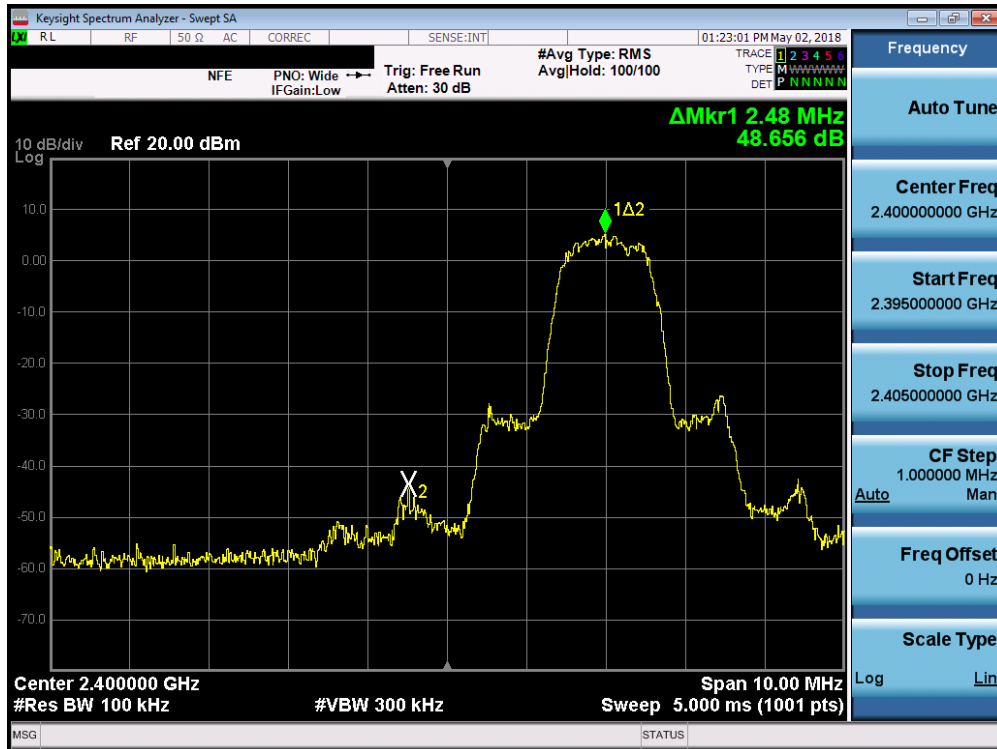 Keysight Spectrum Analyzer - Swept SA
LXI RL RF 50 Ω AC CORREC SENSE:INT 01:23:01 PM May 02, 2018
NFE PNO: Wide Trig: Free Run #Avg Type: RMS TRACE 1 2 3 4 5 6
IFGain:Low Atten: 30 dB Avg|Hold: 100/100 TYPE M W W W W W
DET P N N N N N
ΔMkr1 2.48 MHz
48.656 dB
10 dB/div Ref 20.00 dBm
Log
10.0
0.00
-10.0
-20.0
-30.0
-40.0
-50.0
-60.0
-70.0
1Δ2
X2
Center 2.400000 GHz Span 10.00 MHz
#Res BW 100 kHz #VBW 300 kHz Sweep 5.000 ms (1001 pts)
MSG STATUS
Frequency
Auto Tune
Center Freq
2.400000000 GHz
Start Freq
2.395000000 GHz
Stop Freq
2.405000000 GHz
CF Step
1.000000 MHz
Auto Man
Freq Offset
0 Hz
Scale Type
Log Lin